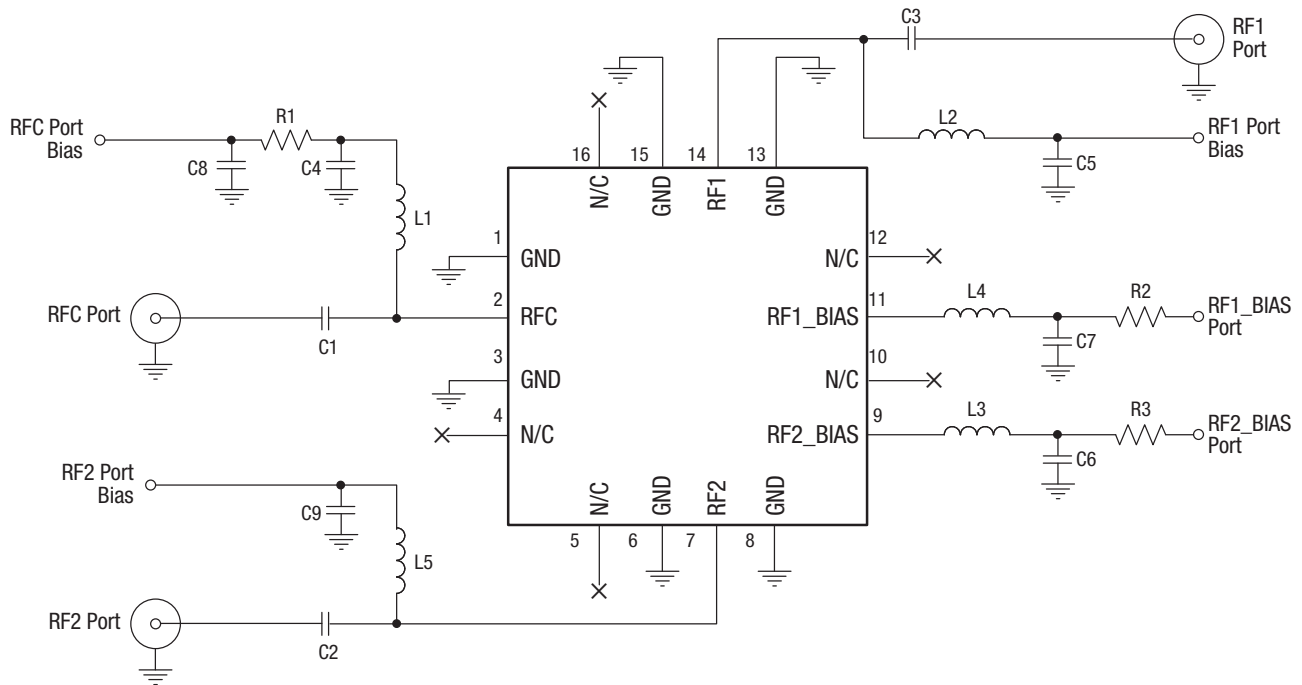 C3
RF1
Port
RFC Port
Bias
R1
C8
C4
L1
L2
C5
RF1 Port
Bias
16
15
14
13
N/C
GND
RF1
GND
1
GND
N/C
12
RFC Port
C1
2
RFC
RF1_BIAS
11
L4
C7
R2
RF1_BIAS
Port
3
GND
N/C
10
4
N/C
RF2_BIAS
9
L3
C6
R3
RF2_BIAS
Port
N/C
GND
RF2
GND
5
6
7
8
RF2 Port
Bias
C9
L5
RF2 Port
C2